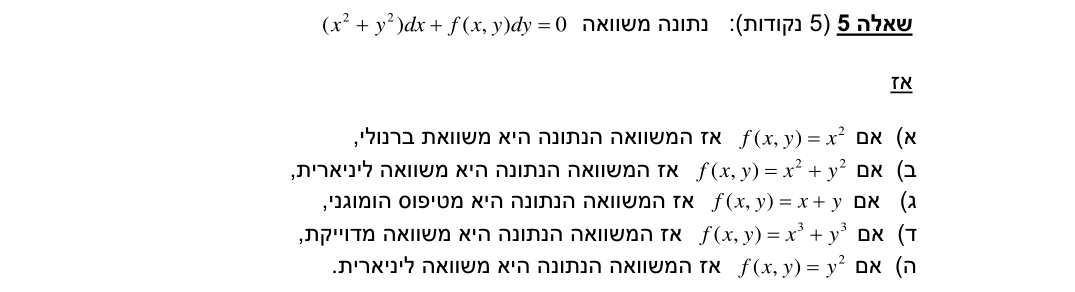 שאלה 5 (5 נקודות): נתונה משוואה (x² + y²)dx + f(x, y)dy = 0
אז
א) אם f(x, y) = x² אז המשוואה הנתונה היא משוואת ברנולי,
ב) אם f(x, y) = x² + y² אז המשוואה הנתונה היא משוואה ליניארית,
ג) אם f(x, y) = x + y אז המשוואה הנתונה היא מטיפוס הומוגני,
ד) אם f(x, y) = x³ + y³ אז המשוואה הנתונה היא משוואה מדוייקת,
ה) אם f(x, y) = y² אז המשוואה הנתונה היא משוואה ליניארית.